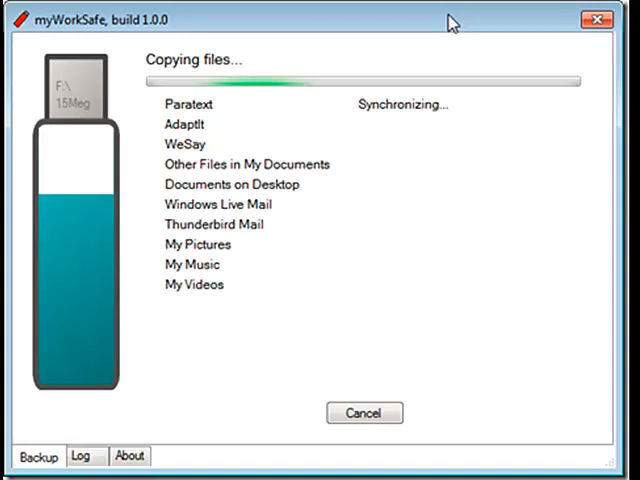 myWorkSafe, build 1.0.0
Copying files...
F:\
15Meg
Paratext Synchronizing...
AdaptIt
WeSay
Other Files in My Documents
Documents on Desktop
Windows Live Mail
Thunderbird Mail
My Pictures
My Music
My Videos
Cancel
Backup Log About